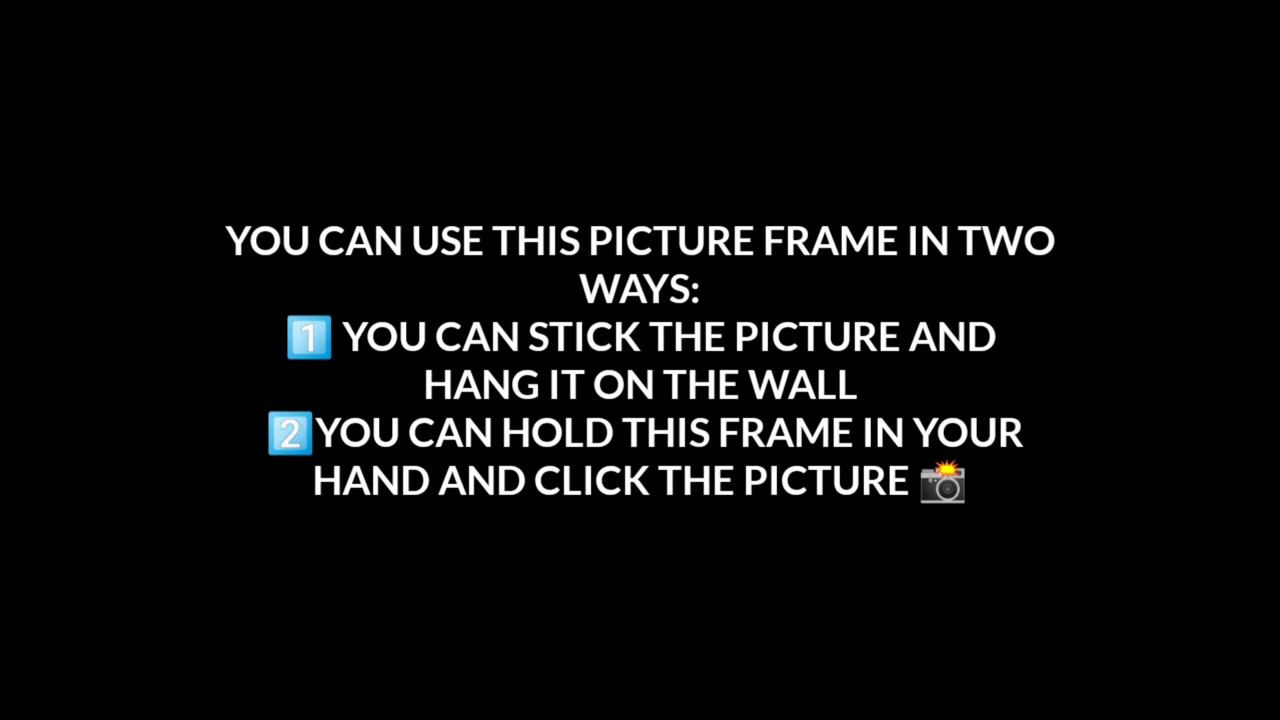 YOU CAN USE THIS PICTURE FRAME IN TWO
WAYS:
1️⃣ YOU CAN STICK THE PICTURE AND
HANG IT ON THE WALL
2️⃣YOU CAN HOLD THIS FRAME IN YOUR
HAND AND CLICK THE PICTURE 📸